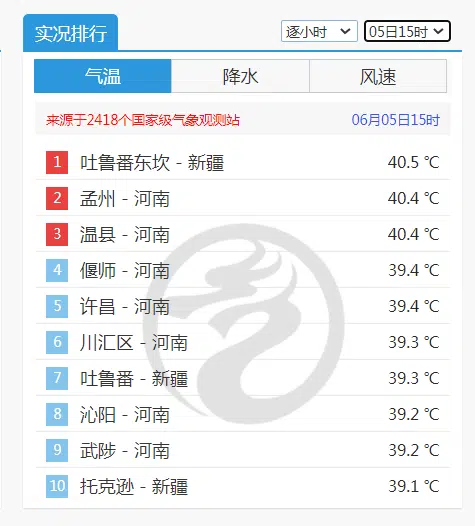 实况排行 逐小时 05日15时
气温 降水 风速
来源于2418个国家级气象观测站 06月05日15时
1 吐鲁番东坎 - 新疆 40.5 ℃
2 孟州 - 河南 40.4 ℃
3 温县 - 河南 40.4 ℃
4 偃师 - 河南 39.4 ℃
5 许昌 - 河南 39.4 ℃
6 川汇区 - 河南 39.3 ℃
7 吐鲁番 - 新疆 39.3 ℃
8 沁阳 - 河南 39.2 ℃
9 武陟 - 河南 39.2 ℃
10 托克逊 - 新疆 39.1 ℃